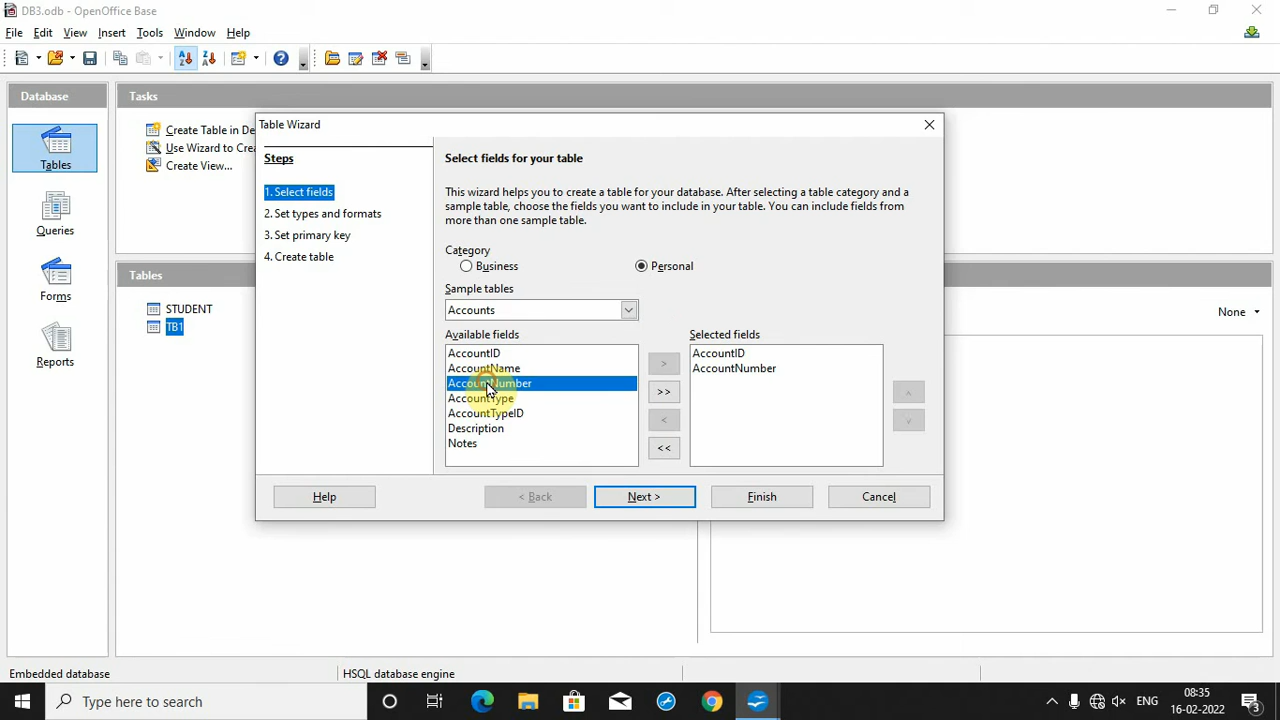 DB3.odb - OpenOffice Base
File Edit View Insert Tools Window Help
Database
Tables
Queries
Forms
Reports
Tasks
Create Table in De
Use Wizard to Cre
Create View...
Tables
STUDENT
TB1
None
Table Wizard
Steps
1. Select fields
2. Set types and formats
3. Set primary key
4. Create table
Select fields for your table
This wizard helps you to create a table for your database. After selecting a table category and a
sample table, choose the fields you want to include in your table. You can include fields from
more than one sample table.
Category
Business
Personal
Sample tables
Accounts
Available fields
AccountID
AccountName
AccountNumber
AccountType
AccountTypeID
Description
Notes
>
>>
<
<<
Selected fields
AccountID
AccountNumber
Help
< Back
Next >
Finish
Cancel
Embedded database
HSQL database engine
Type here to search
ENG
08:35
16-02-2022
3